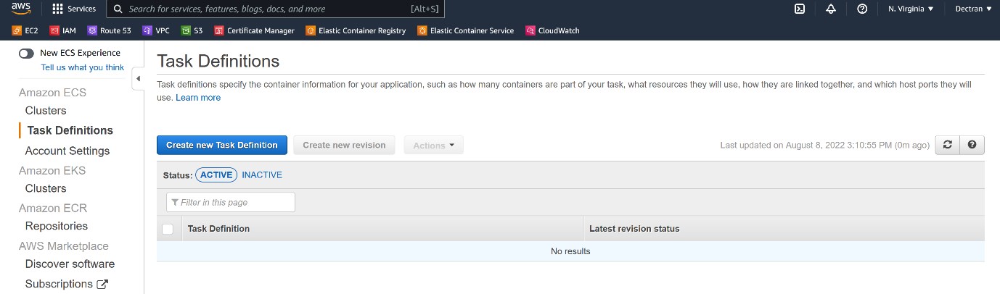 aws
Services
Search for services, features, blogs, docs, and more
[Alt+S]
N. Virginia ▼
Dectran ▼
EC2
IAM
Route 53
VPC
S3
Certificate Manager
Elastic Container Registry
Elastic Container Service
CloudWatch
New ECS Experience
Tell us what you think
Amazon ECS
Clusters
Task Definitions
Account Settings
Amazon EKS
Clusters
Amazon ECR
Repositories
AWS Marketplace
Discover software
Subscriptions
Task Definitions
Task definitions specify the container information for your application, such as how many containers are part of your task, what resources they will use, how they are linked together, and which host ports they will
use. Learn more
Create new Task Definition
Create new revision
Actions
Last updated on August 8, 2022 3:10:55 PM (0m ago)
Status: ACTIVE INACTIVE
Filter in this page
Task Definition
Latest revision status
No results